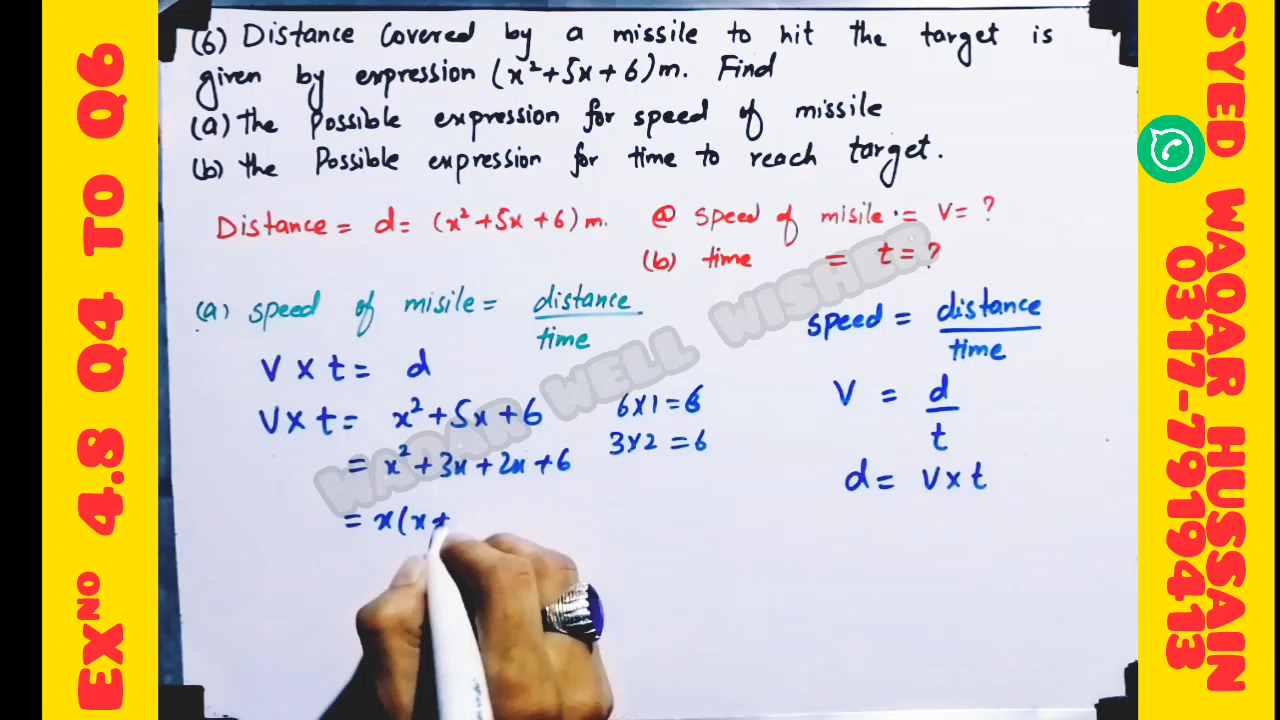 EXᴺᴼ 4.8 Q4 TO Q6
(6) Distance Covered by a missile to hit the target is
given by expression (x²+5x+6)m. Find
(a) the Possible expression for speed of missile
(b) the Possible expression for time to reach target.
Distance = d= (x²+5x+6)m. @ speed of misile = V= ?
(b) time = t = ?
(a) speed of misile = distance
time
V x t = d
V x t = x²+5x+6 6x1=6
= x²+3x+2x+6 3x2=6
= x(x+
speed = distance
time
V = d
t
d = V x t
WAQAR WELL WISHER
SYED WAQAR HUSSAIN
0317-7919413